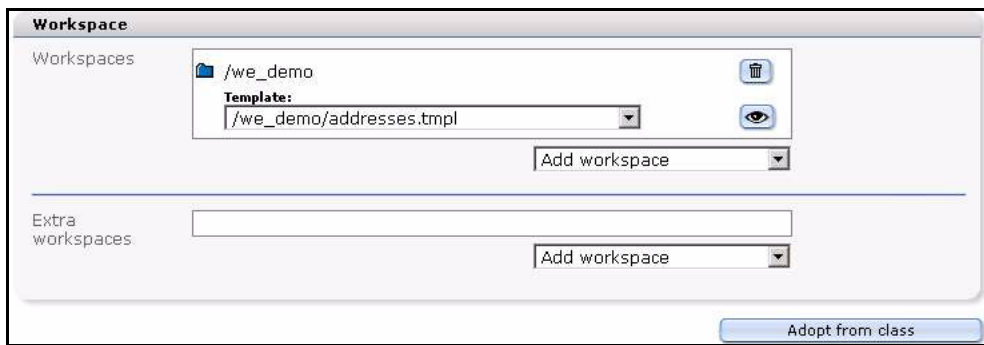 Workspace
Workspaces
/we_demo
Template:
/we_demo/addresses.tmpl
Add workspace
Extra
workspaces
Add workspace
Adopt from class